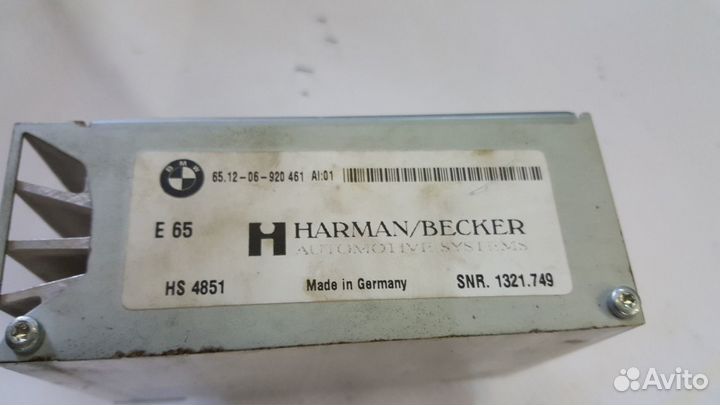 BMW
65.12-06-920 461 AI:01
E 65
H HARMAN/BECKER
AUTOMOTIVE SYSTEMS
HS 4851
Made in Germany
SNR. 1321.749
Avito